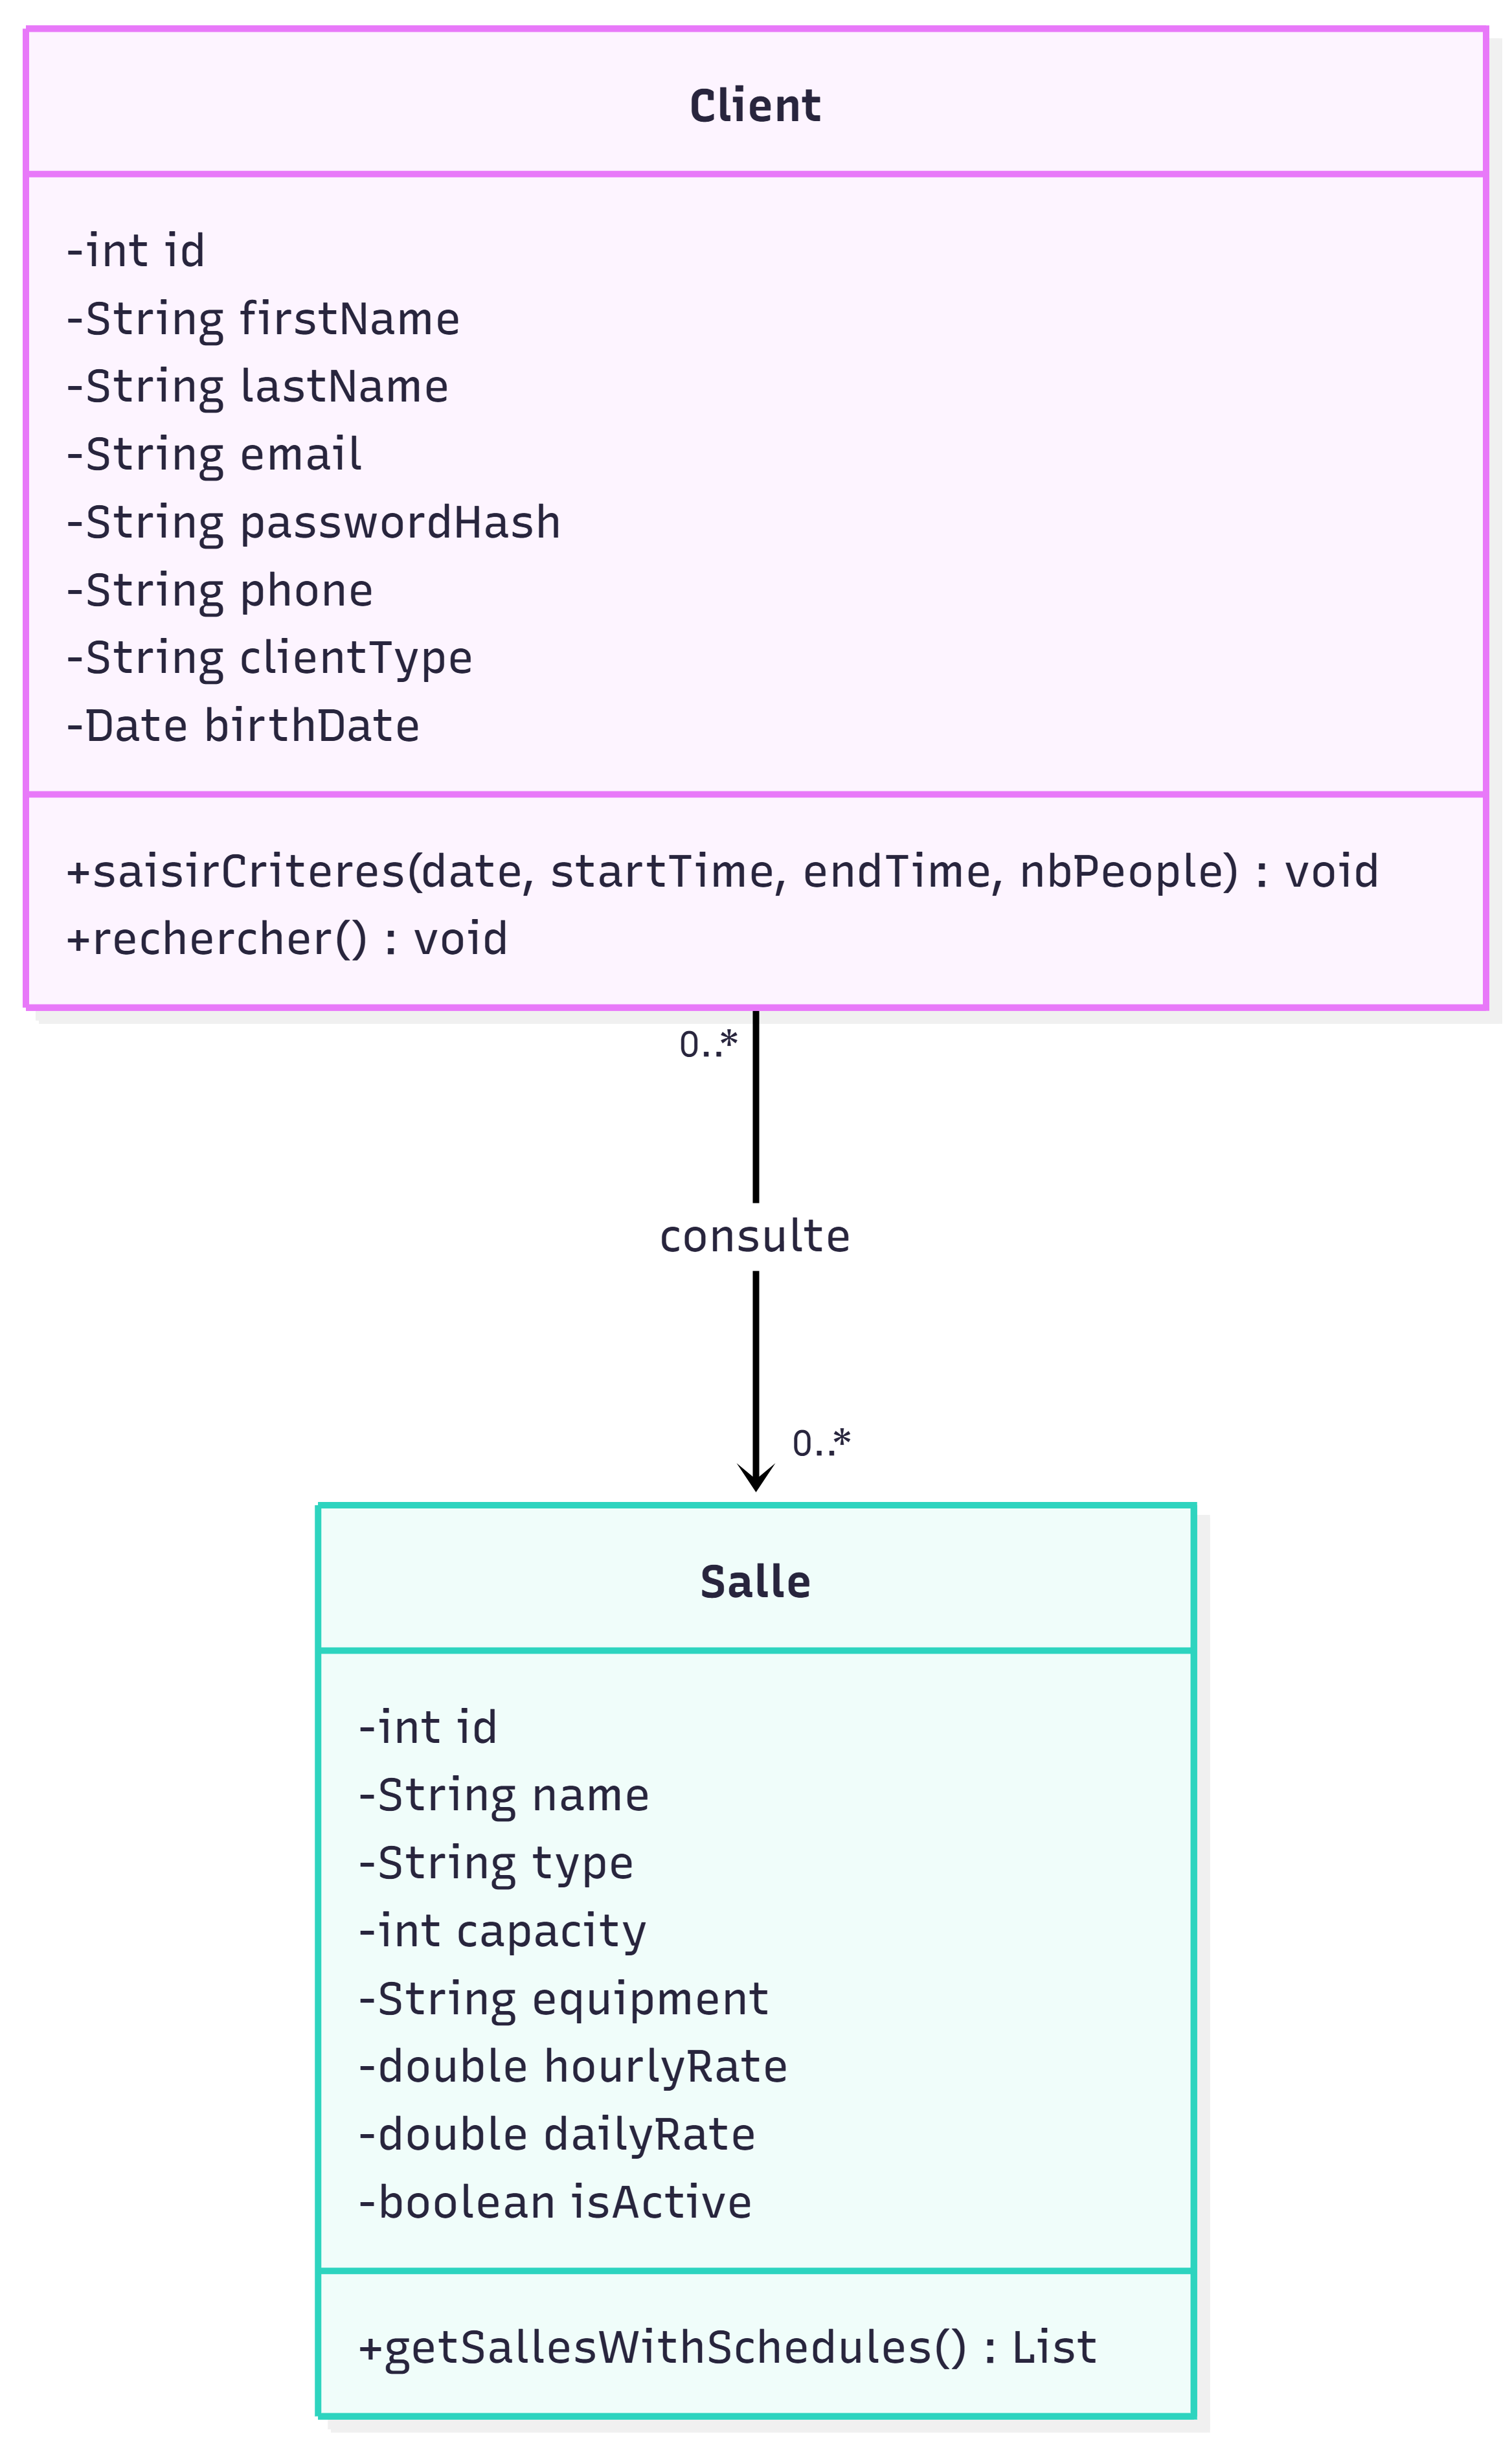 Client
-int id
-String firstName
-String lastName
-String email
-String passwordHash
-String phone
-String clientType
-Date birthDate
+saisirCriteres(date, startTime, endTime, nbPeople) : void
+rechercher() : void
0..*
consulte
0..*
Salle
-int id
-String name
-String type
-int capacity
-String equipment
-double hourlyRate
-double dailyRate
-boolean isActive
+getSallesWithSchedules() : List